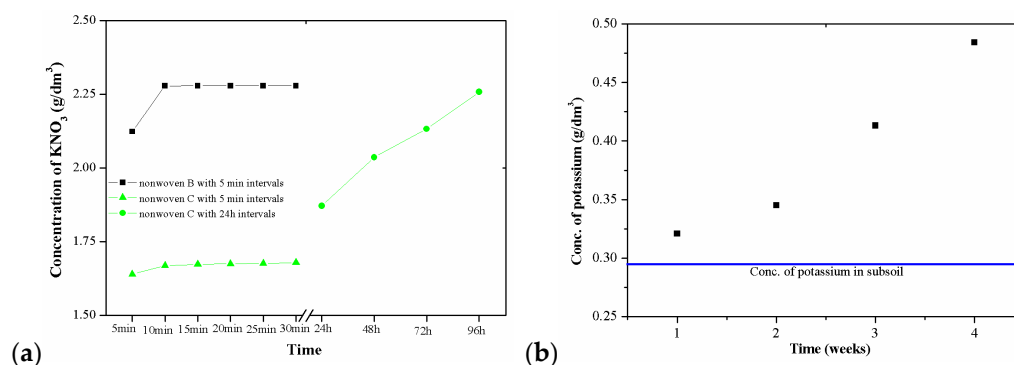 2.50
2.25
2.00
1.75
1.50
Concentration of KNO3 (g/dm3)
nonwoven B with 5 min intervals
nonwoven C with 5 min intervals
nonwoven C with 24h intervals
5min 10min 15min 20min 25min 30min 24h 48h 72h 96h
Time
(a)
0.50
0.45
0.40
0.35
0.30
0.25
Conc. of potassium (g/dm3)
Conc. of potassium in subsoil
1 2 3 4
Time (weeks)
(b)